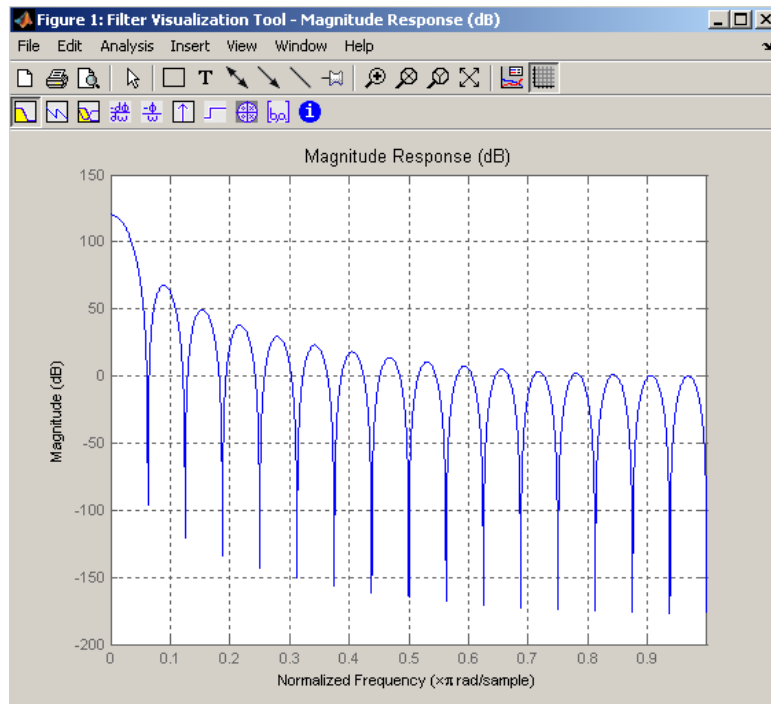 Figure 1: Filter Visualization Tool - Magnitude Response (dB)
File Edit Analysis Insert View Window Help
T
[b,a]
i
Magnitude Response (dB)
150
100
50
0
-50
-100
-150
-200
Magnitude (dB)
0 0.1 0.2 0.3 0.4 0.5 0.6 0.7 0.8 0.9
Normalized Frequency (×π rad/sample)